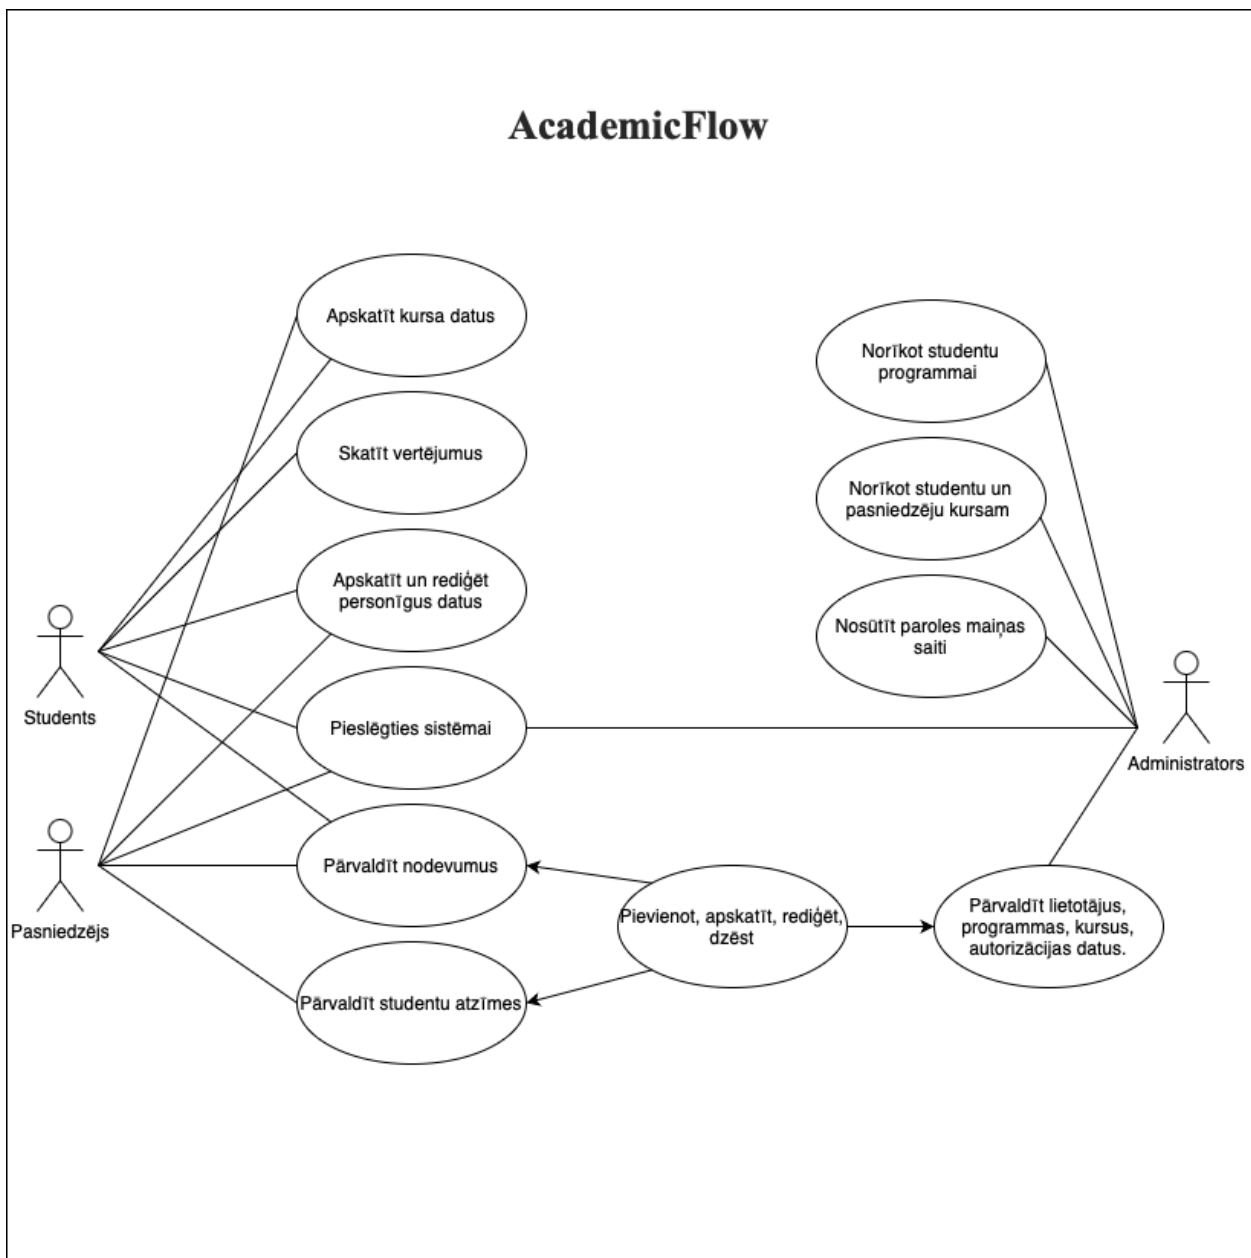 AcademicFlow
Apskatīt kursa datus
Skatīt vertējumus
Apskatīt un rediģēt
personīgus datus
Pieslēgties sistēmai
Pārvaldīt nodevumus
Pārvaldīt studentu atzīmes
Students
Pasniedzējs
Pievienot, apskatīt, rediģēt,
dzēst
Norīkot studentu
programmai
Norīkot studentu un
pasniedzēju kursam
Nosūtīt paroles maiņas
saiti
Administrators
Pārvaldīt lietotājus,
programmas, kursus,
autorizācijas datus.